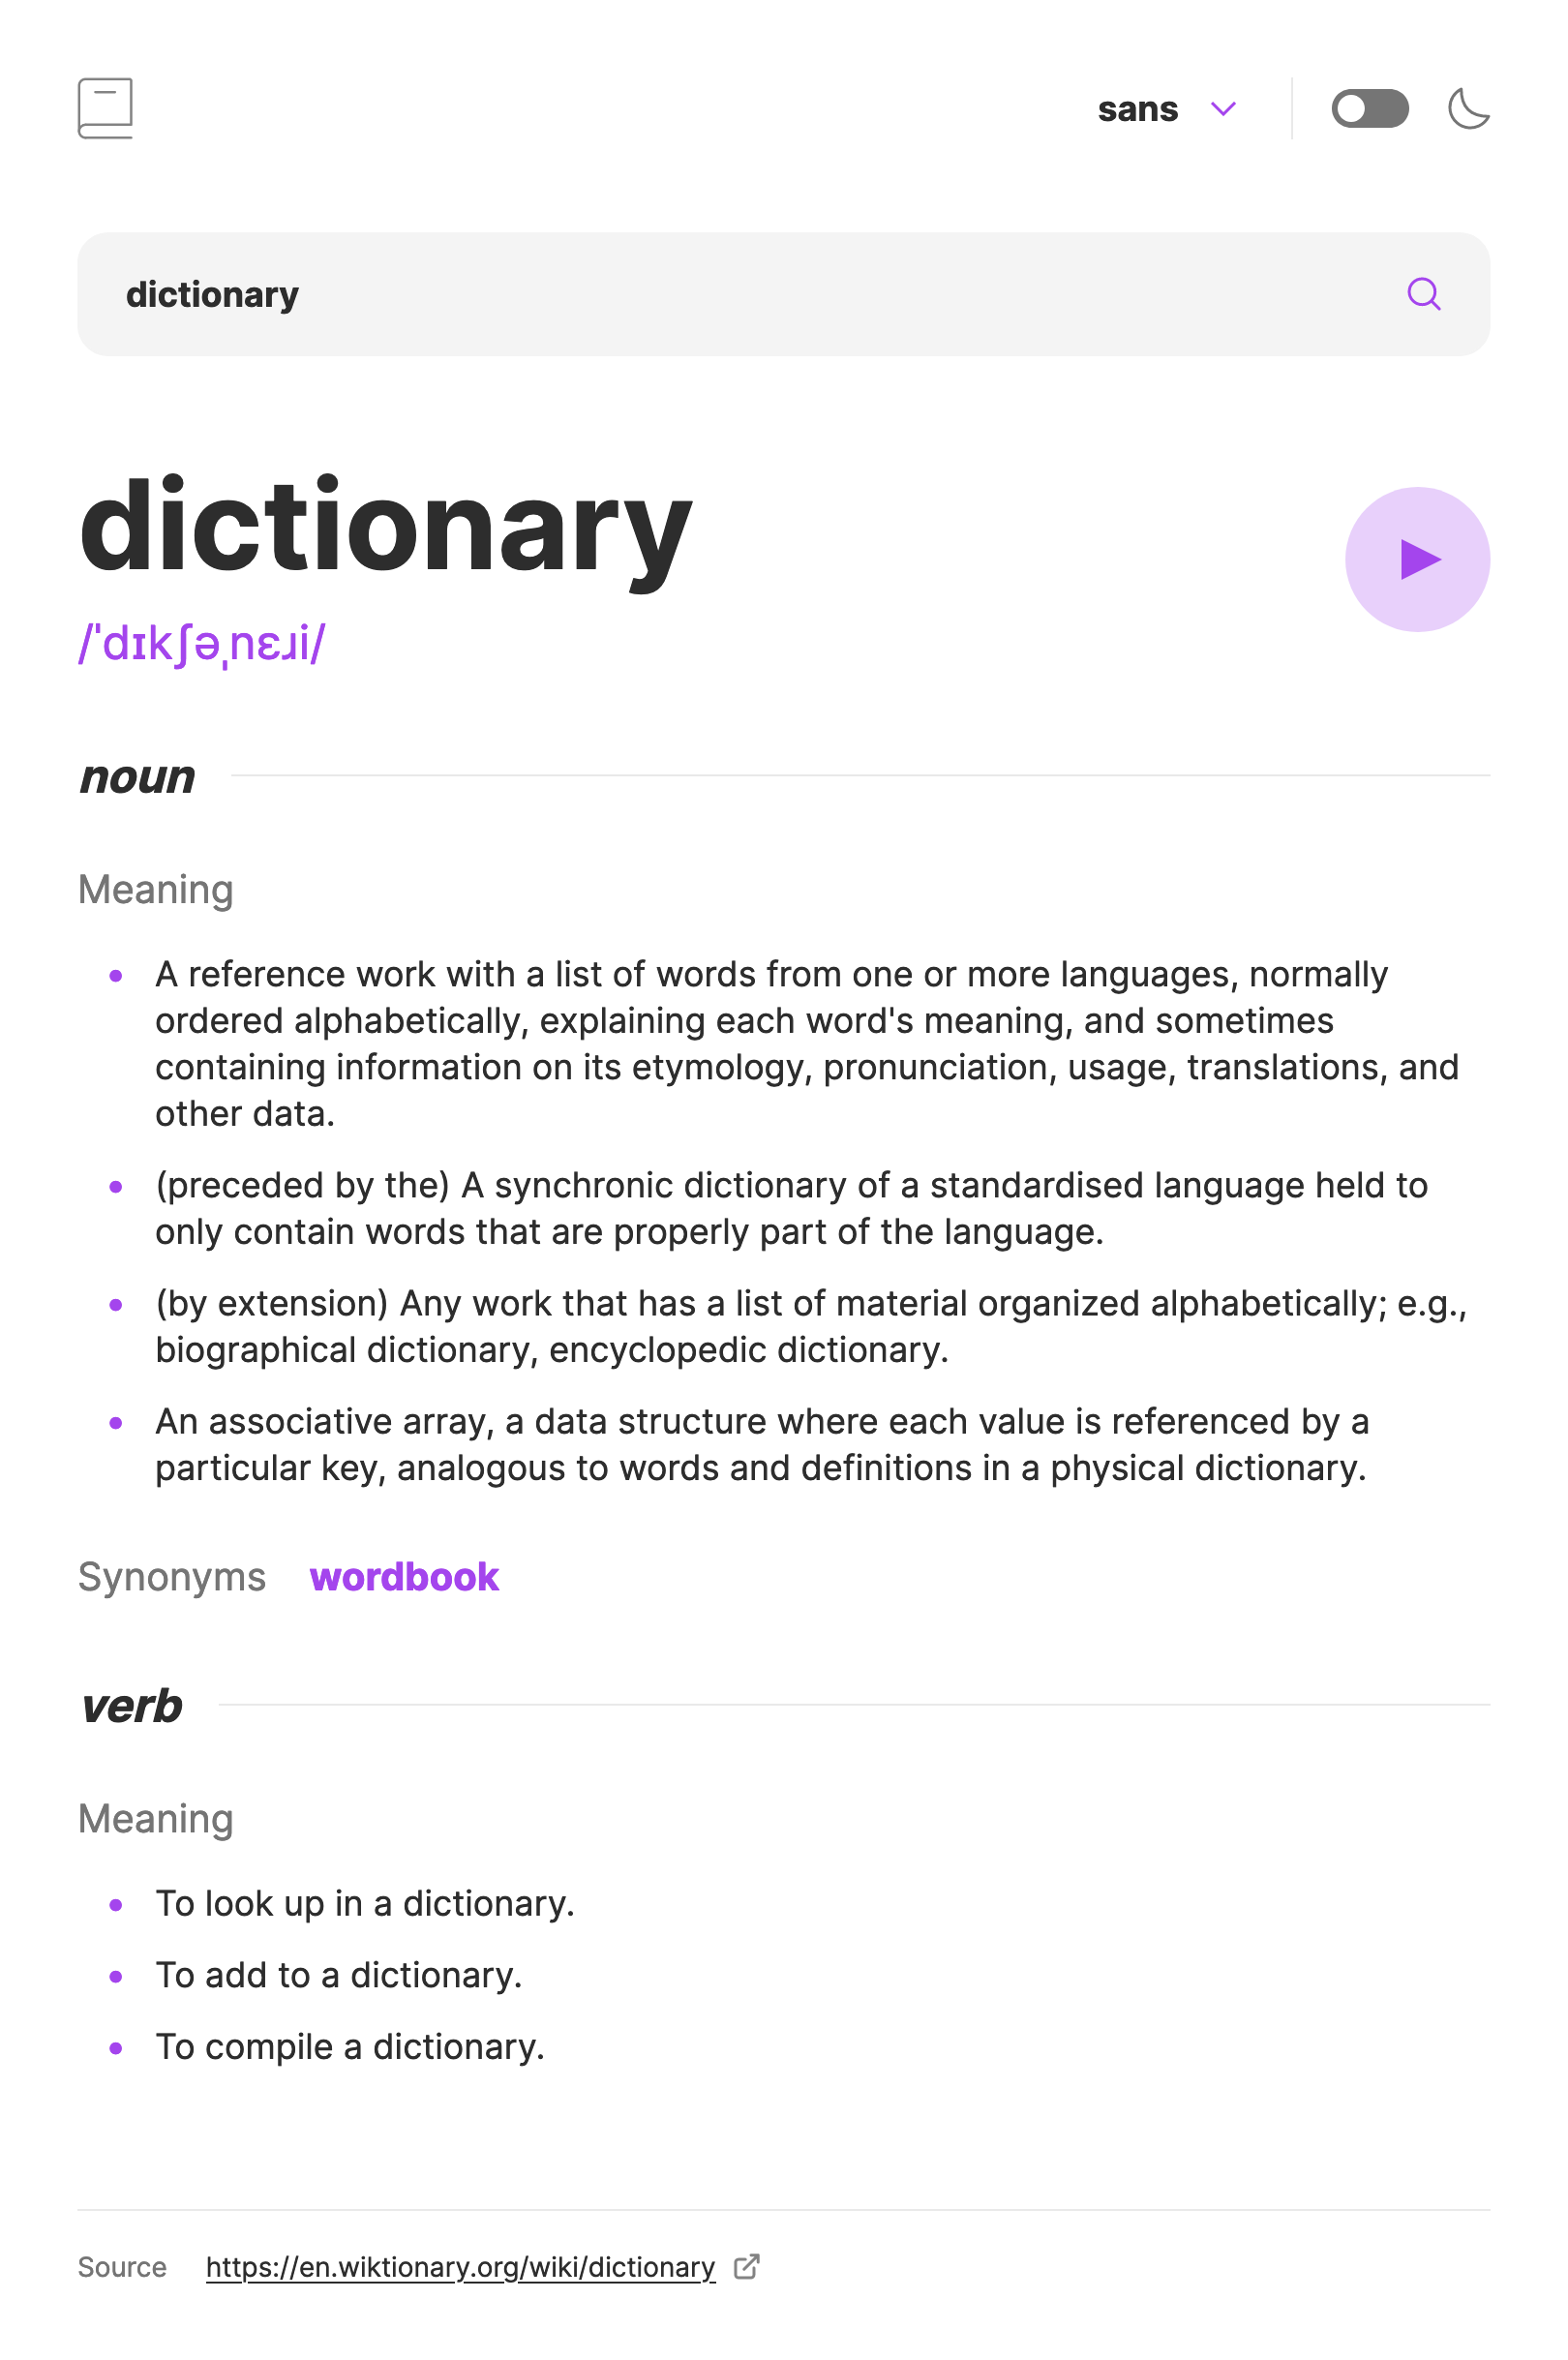 sans
dictionary
dictionary
/ˈdɪkʃəˌnɛɹi/
noun
Meaning
A reference work with a list of words from one or more languages, normally
ordered alphabetically, explaining each word's meaning, and sometimes
containing information on its etymology, pronunciation, usage, translations, and
other data.
(preceded by the) A synchronic dictionary of a standardised language held to
only contain words that are properly part of the language.
(by extension) Any work that has a list of material organized alphabetically; e.g.,
biographical dictionary, encyclopedic dictionary.
An associative array, a data structure where each value is referenced by a
particular key, analogous to words and definitions in a physical dictionary.
Synonyms wordbook
verb
Meaning
To look up in a dictionary.
To add to a dictionary.
To compile a dictionary.
Source https://en.wiktionary.org/wiki/dictionary